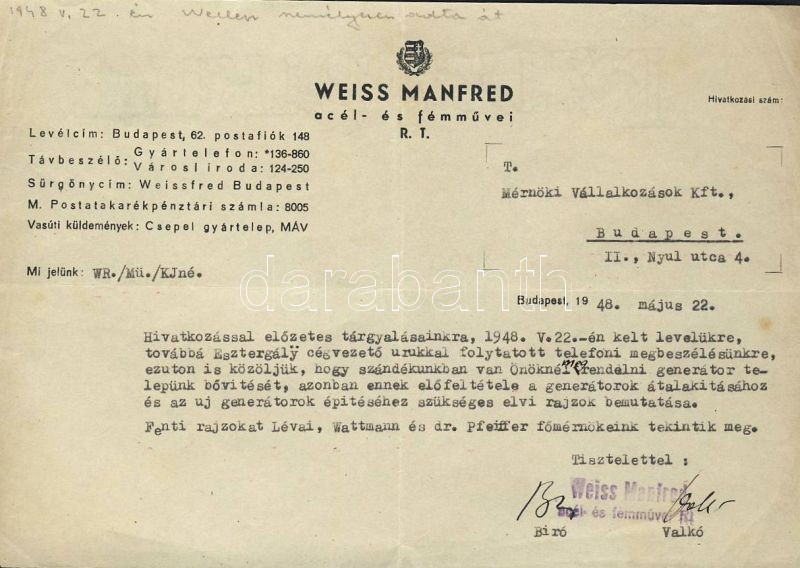 1948 V. 22. én Weiss személyesen adta át
WEISS MANFRED
acél- és fémművei
R. T.
Hivatkozási szám:
Levélcím: Budapest, 62. postafiók 148
Távbeszélő: Gyártelefon: *136-860
Városi iroda: 124-250
Sürgönycím: Weissfred Budapest
M. Postatakarékpénztári számla: 8005
Vasúti küldemények: Csepel gyártelep, MÁV
T.
Mérnöki Vállalkozások Kft.,
Budapest.
II., Nyul utca 4.
Mi jelünk: WR./Mü./KJné.
Budapest, 19 48. május 22.
Hivatkozással előzetes tárgyalásainkra, 1948. V.22.-én kelt levelükre,
továbbá Esztergály cégvezető urukkal folytatott telefoni megbeszélésünkre,
ezuton is közöljük, hogy szándékunkban van Önöknél megrendelni generátor te-
lepünk bővitését, azonban ennek előfeltétele a generátorok átalakitásához
és az uj generátorok épitéséhez szükséges elvi rajzok bemutatása.
Fenti rajzokat Lévai, Wattmann és dr. Pfeiffer főmérnökeink tekintik meg.
Tisztelettel:
Weiss Manfred
acél- és fémművei RT
Biró Valkó
darabanth